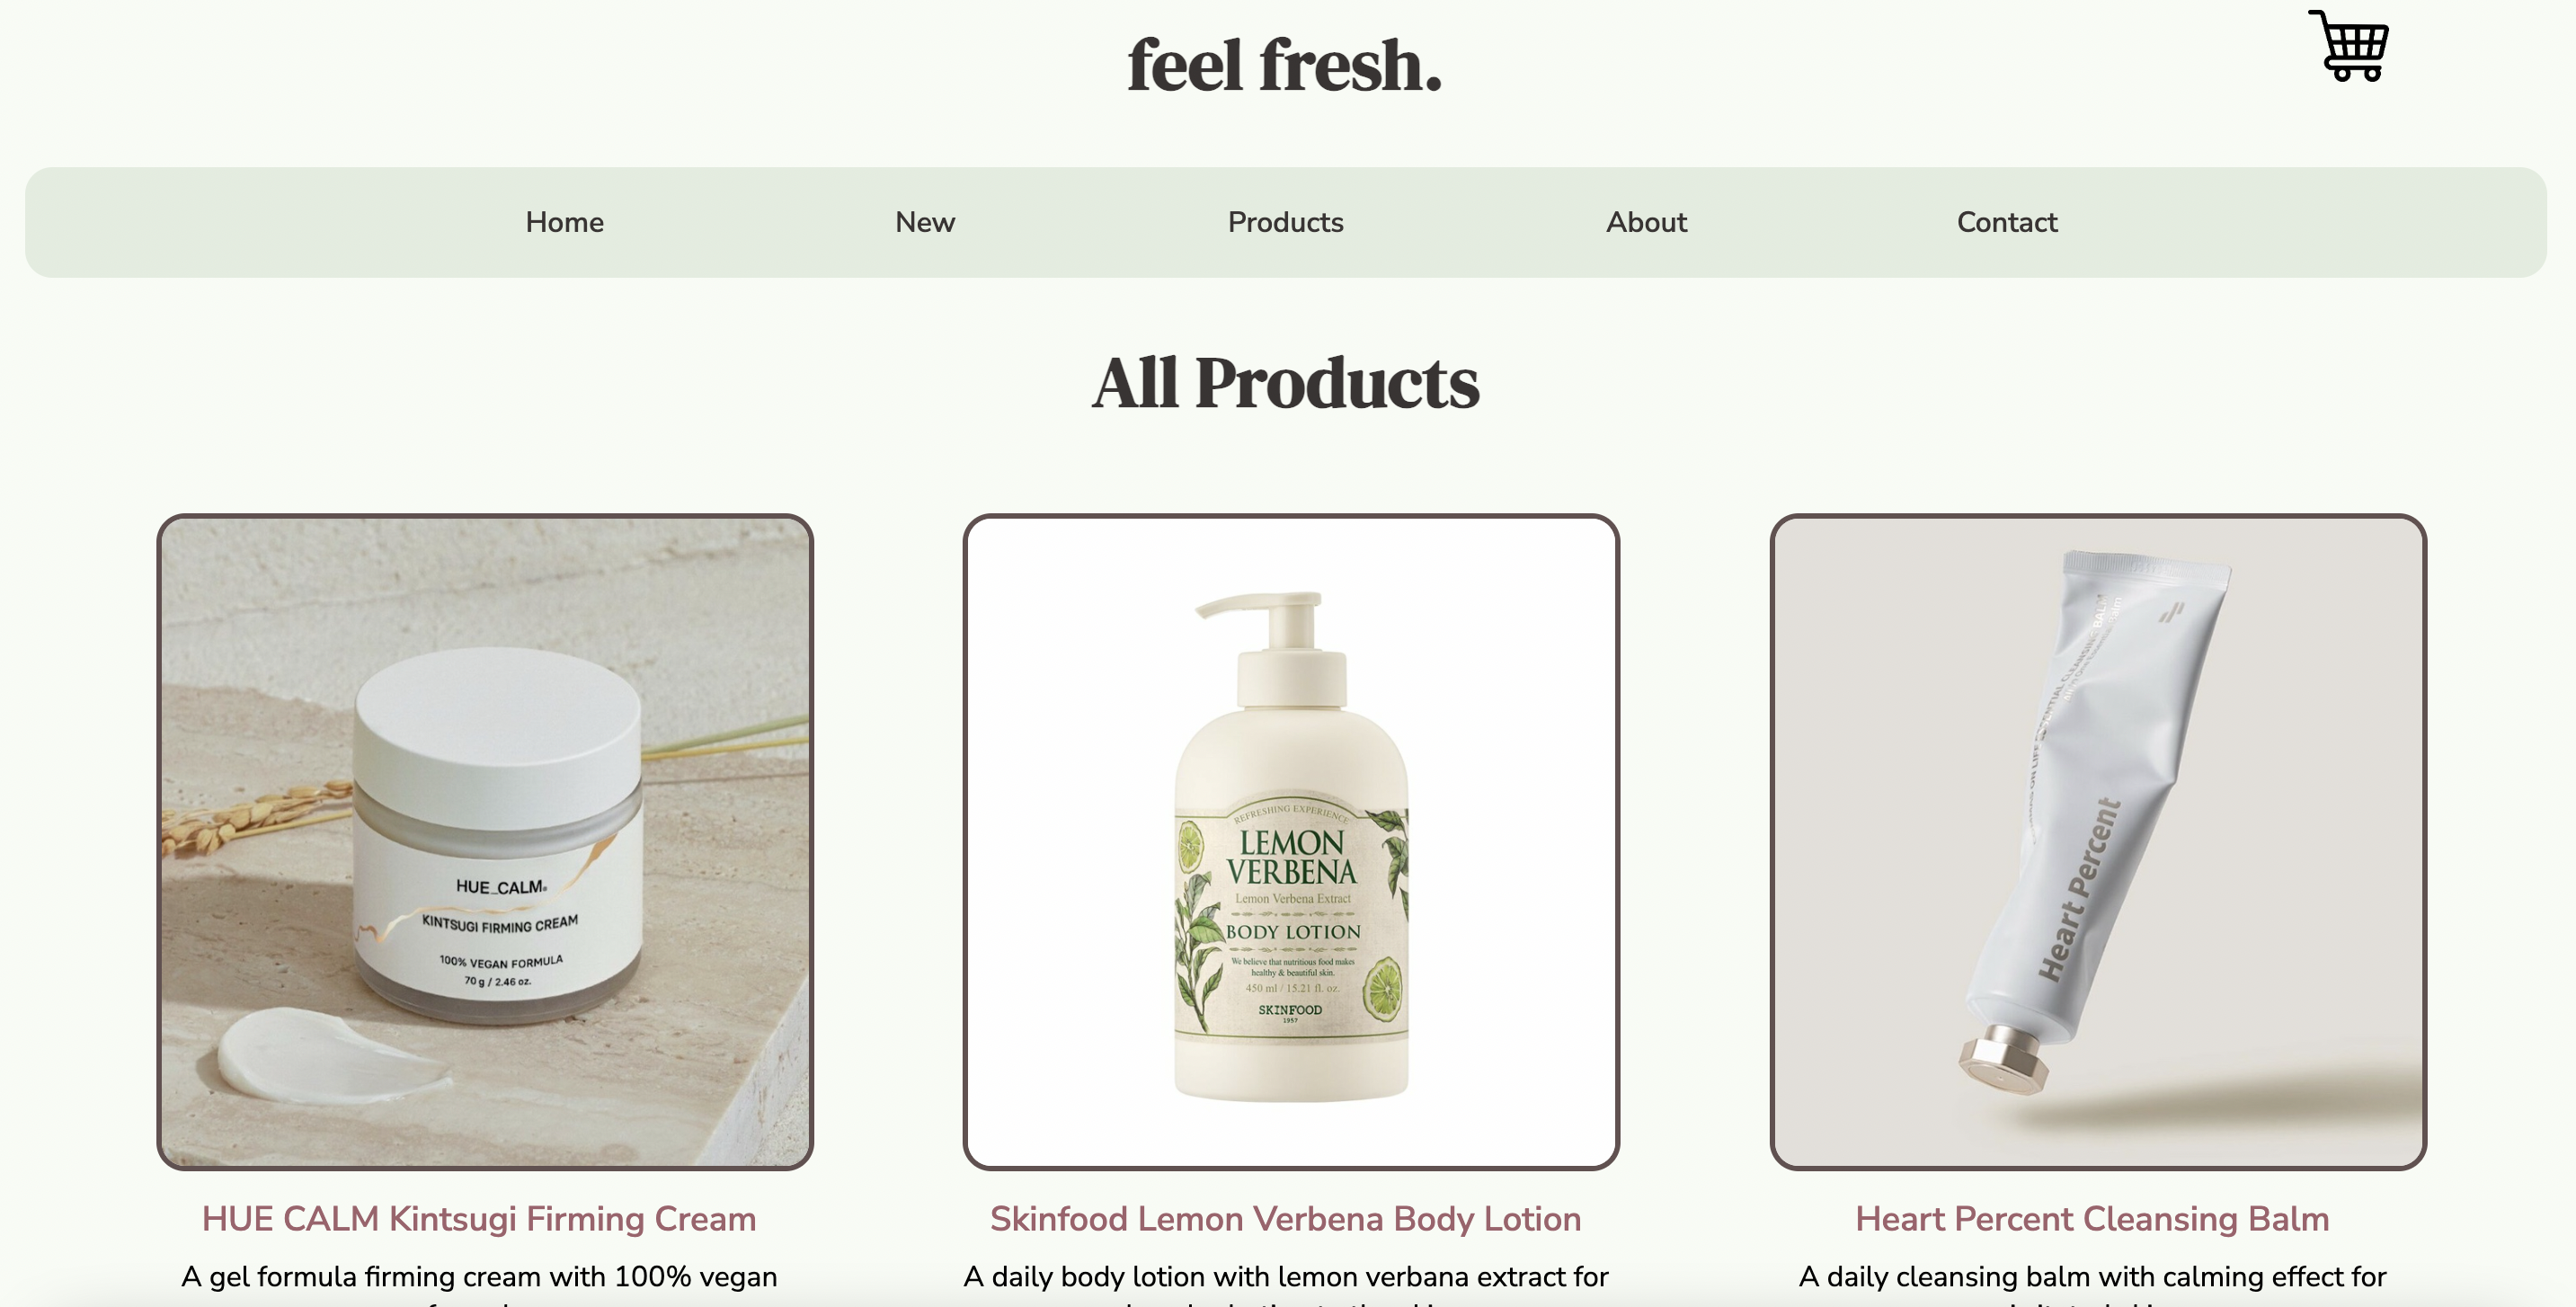 feel fresh.
Home
New
Products
About
Contact
All Products
HUE_CALM
KINTSUGI FIRMING CREAM
100% VEGAN FORMULA
70 g / 2.46 oz.
REFRESHING EXPERIENCE
LEMON
VERBENA
Lemon Verbena Extract
BODY LOTION
We believe that nutritious food makes
healthy & beautiful skin.
450 ml / 15.21 fl. oz.
SKINFOOD
1957
CLEANSING BALM
Heart Percent
HUE CALM Kintsugi Firming Cream
A gel formula firming cream with 100% vegan
Skinfood Lemon Verbena Body Lotion
A daily body lotion with lemon verbana extract for
Heart Percent Cleansing Balm
A daily cleansing balm with calming effect for